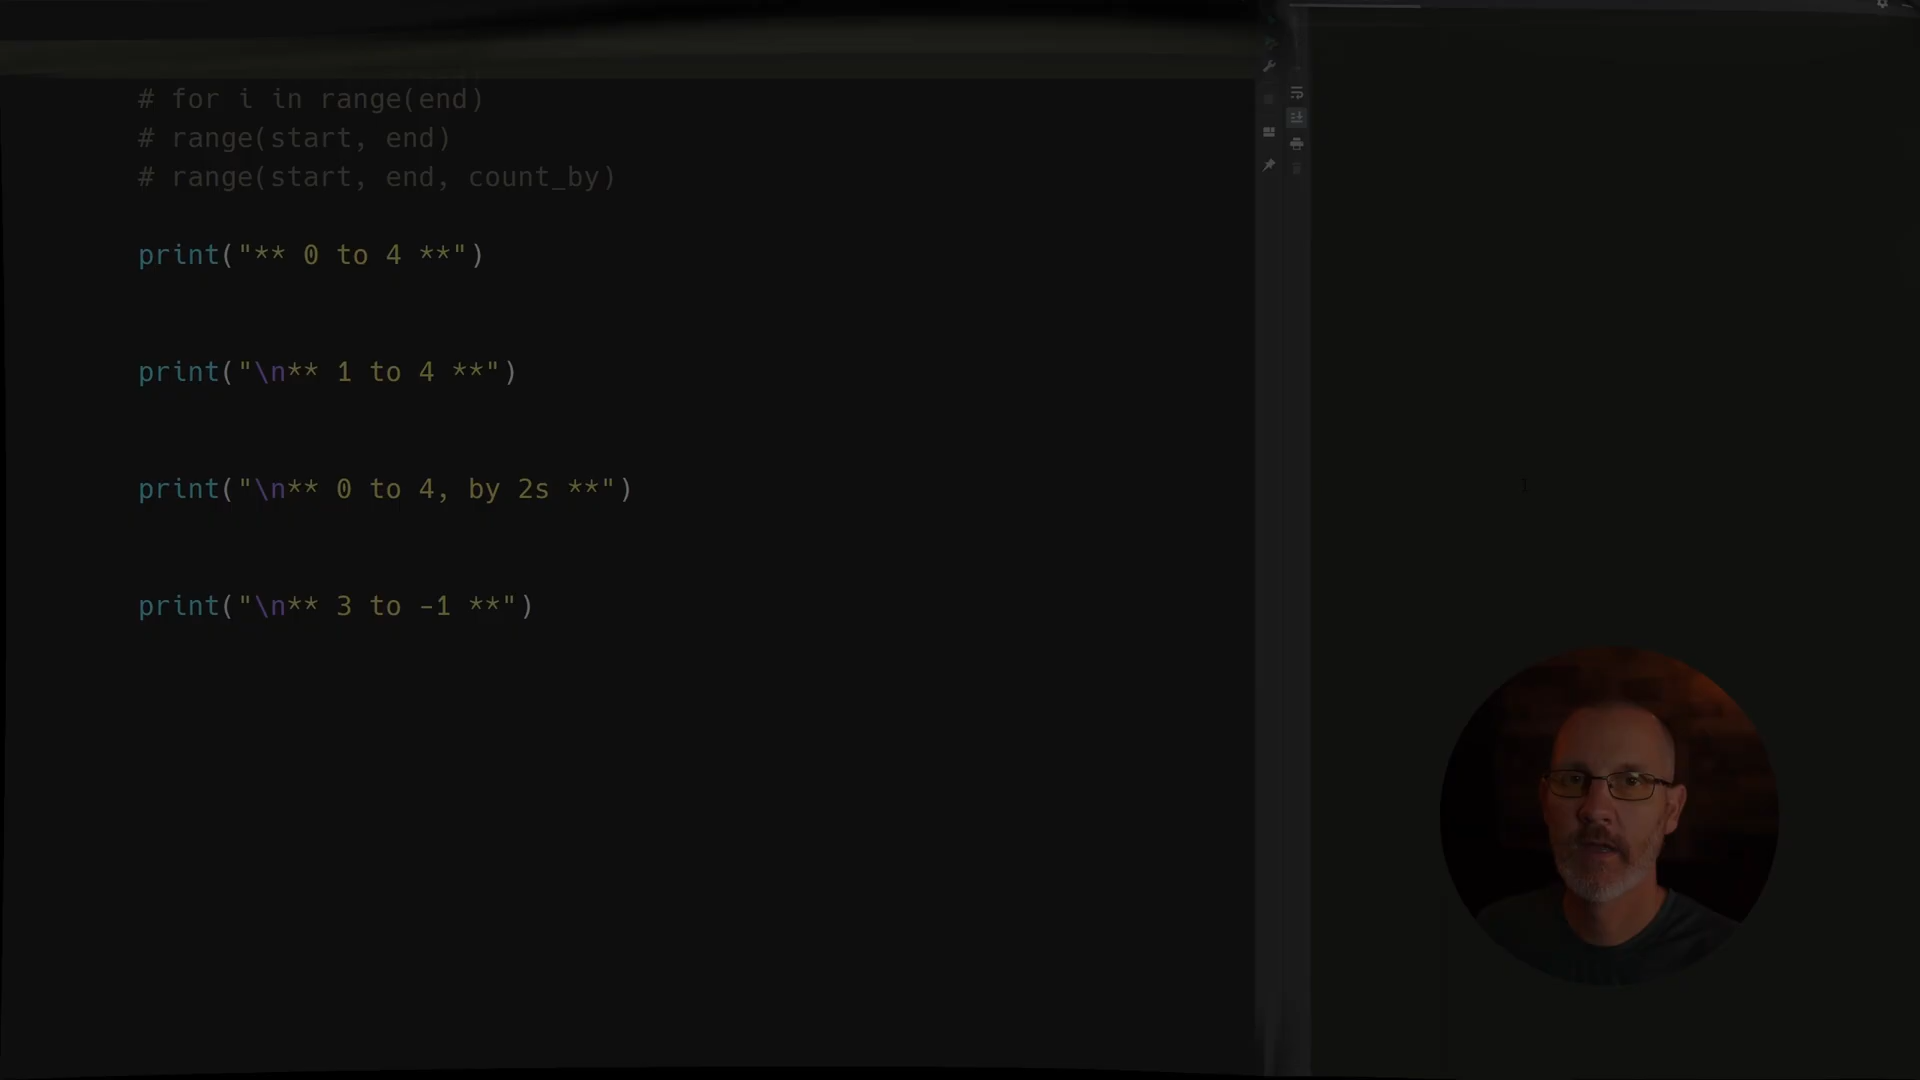 # for i in range(end)
# range(start, end)
# range(start, end, count_by)
print("** 0 to 4 **")
print("\n** 1 to 4 **")
print("\n** 0 to 4, by 2s **")
print("\n** 3 to -1 **")